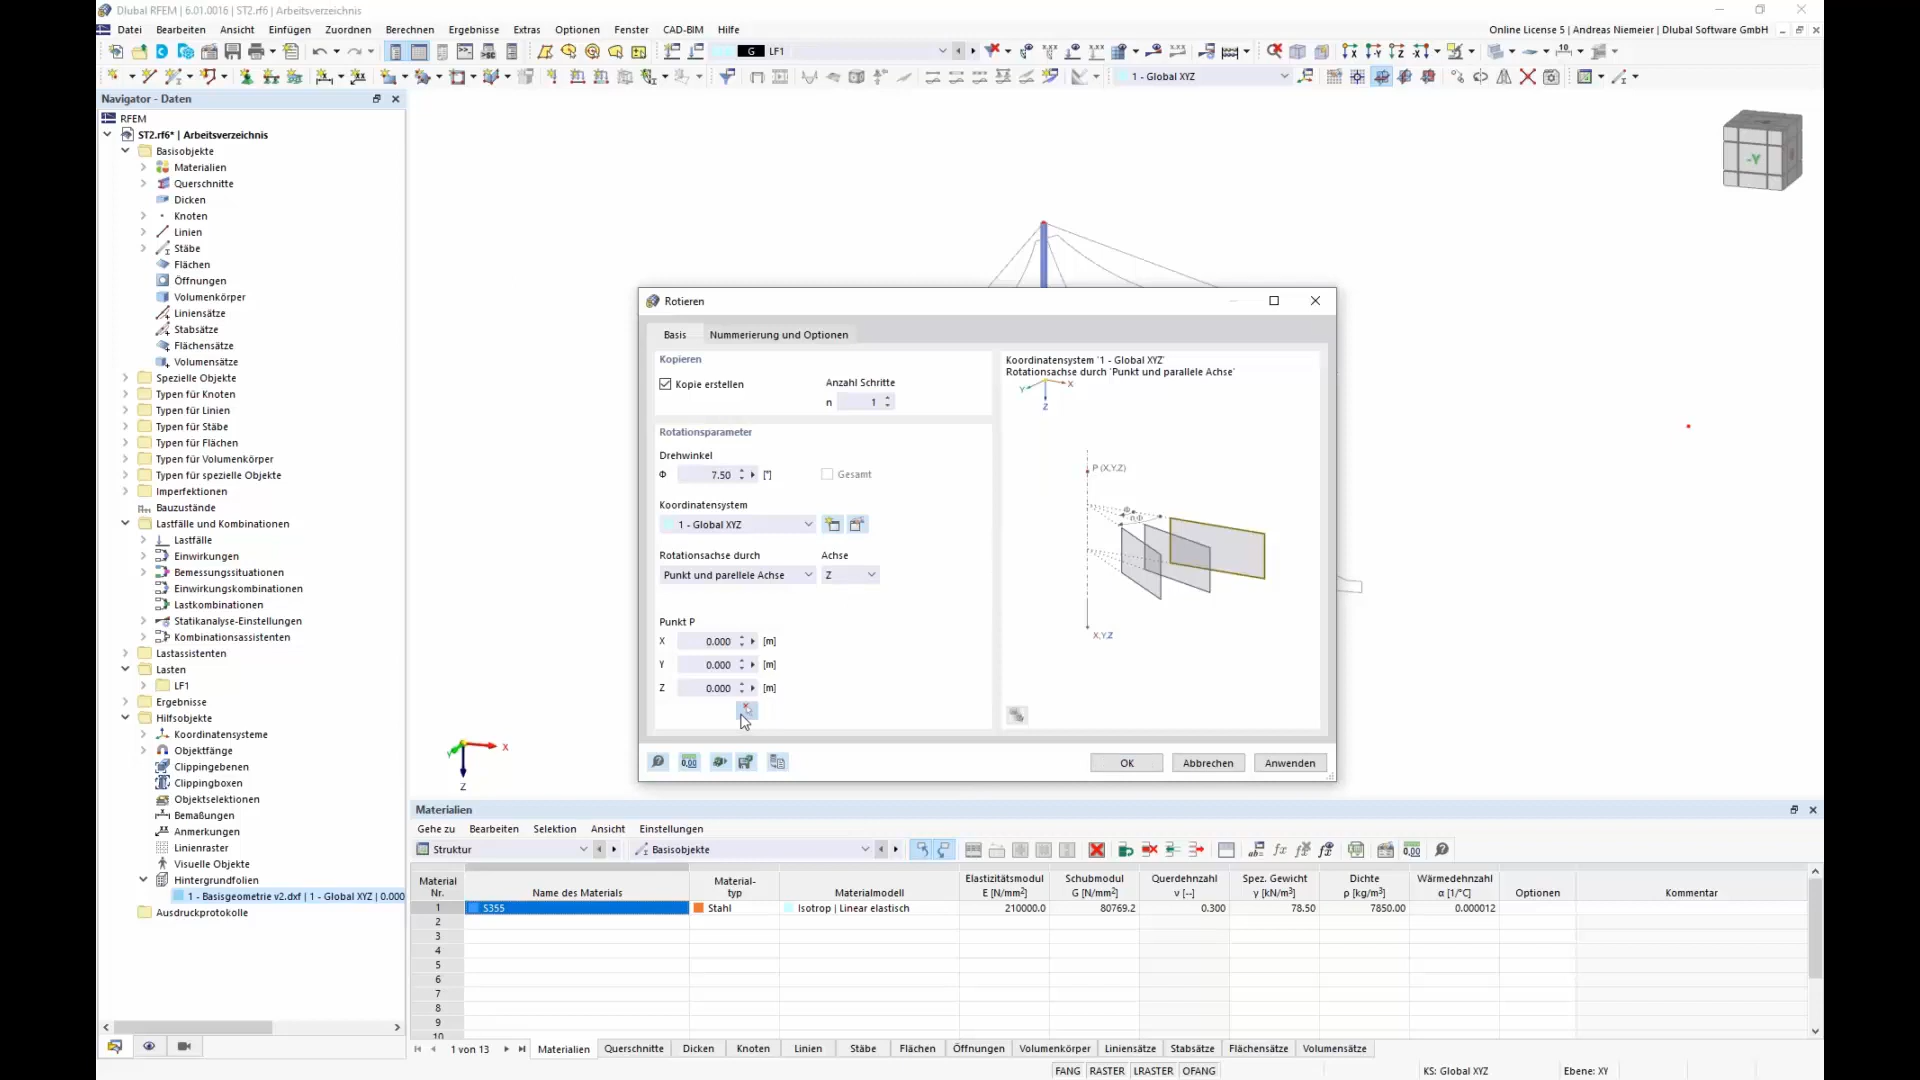 Dlubal RFEM | 6.01.0016 | ST2.rf6 | Arbeitsverzeichnis
Datei Bearbeiten Ansicht Einfügen Zuordnen Berechnen Ergebnisse Extras Optionen Fenster CAD-BIM Hilfe
Online License 5 | Andreas Niemeier | Dlubal Software GmbH
G LF1
1 - Global XYZ
Navigator - Daten
RFEM
ST2.rf6* | Arbeitsverzeichnis
Basisobjekte
Materialien
Querschnitte
Dicken
Knoten
Linien
Stäbe
Flächen
Öffnungen
Volumenkörper
Liniensätze
Stabsätze
Flächensätze
Volumensätze
Spezielle Objekte
Typen für Knoten
Typen für Linien
Typen für Stäbe
Typen für Flächen
Typen für Volumenkörper
Typen für spezielle Objekte
Imperfektionen
Bauzustände
Lastfälle und Kombinationen
Lastfälle
Einwirkungen
Bemessungssituationen
Einwirkungskombinationen
Lastkombinationen
Statikanalyse-Einstellungen
Kombinationsassistenten
Lastassistenten
Lasten
LF1
Ergebnisse
Hilfsobjekte
Koordinatensysteme
Objektfänge
Clippingebenen
Clippingboxen
Objektselektionen
Bemaßungen
Anmerkungen
Linienraster
Visuelle Objekte
Hintergrundfolien
1 - Basisgeometrie v2.dxf | 1 - Global XYZ | 0.000
Ausdruckprotokolle
-Y
Rotieren
Basis Nummerierung und Optionen
Kopieren
Kopie erstellen
Anzahl Schritte
n 1
Rotationsparameter
Drehwinkel
Φ 7.50 [°] Gesamt
Koordinatensystem
1 - Global XYZ
Rotationsachse durch Achse
Punkt und parellele Achse Z
Punkt P
X 0.000 [m]
Y 0.000 [m]
Z 0.000 [m]
Koordinatensystem '1 - Global XYZ'
Rotationsachse durch 'Punkt und parallele Achse'
Y X
Z
P (X,Y,Z)
Φ
n,Φ
X,Y,Z
OK Abbrechen Anwenden
Y X
Z
Materialien
Gehe zu Bearbeiten Selektion Ansicht Einstellungen
Struktur Basisobjekte
Material Nr. Name des Materials Material-typ Materialmodell Elastizitätsmodul E [N/mm²] Schubmodul G [N/mm²] Querdehnzahl ν [--] Spez. Gewicht γ [kN/m³] Dichte ρ [kg/m³] Wärmedehnzahl α [1/°C] Optionen Kommentar
1 S355 Stahl Isotrop | Linear elastisch 210000.0 80769.2 0.300 78.50 7850.00 0.000012
2
3
4
5
6
7
8
9
10
1 von 13 Materialien Querschnitte Dicken Knoten Linien Stäbe Flächen Öffnungen Volumenkörper Liniensätze Stabsätze Flächensätze Volumensätze
FANG RASTER LRASTER OFANG KS: Global XYZ Ebene: XY